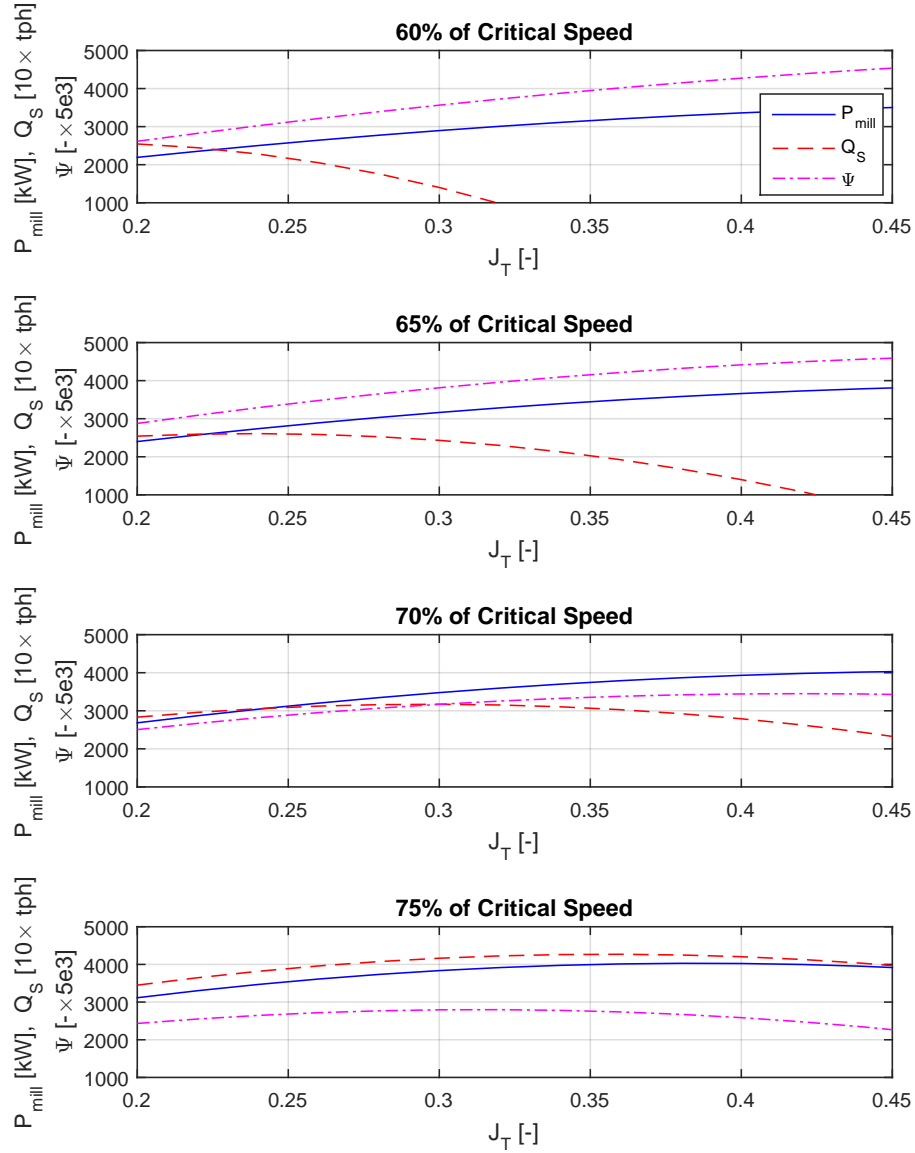 60% of Critical Speed
P_mill [kW], Q_S [10× tph]
Ψ [-×5e3]
5000
4000
3000
2000
1000
P_mill
Q_S
Ψ
0.2 0.25 0.3 0.35 0.4 0.45
J_T [-]
65% of Critical Speed
P_mill [kW], Q_S [10× tph]
Ψ [-×5e3]
5000
4000
3000
2000
1000
0.2 0.25 0.3 0.35 0.4 0.45
J_T [-]
70% of Critical Speed
P_mill [kW], Q_S [10× tph]
Ψ [-×5e3]
5000
4000
3000
2000
1000
0.2 0.25 0.3 0.35 0.4 0.45
J_T [-]
75% of Critical Speed
P_mill [kW], Q_S [10× tph]
Ψ [-×5e3]
5000
4000
3000
2000
1000
0.2 0.25 0.3 0.35 0.4 0.45
J_T [-]